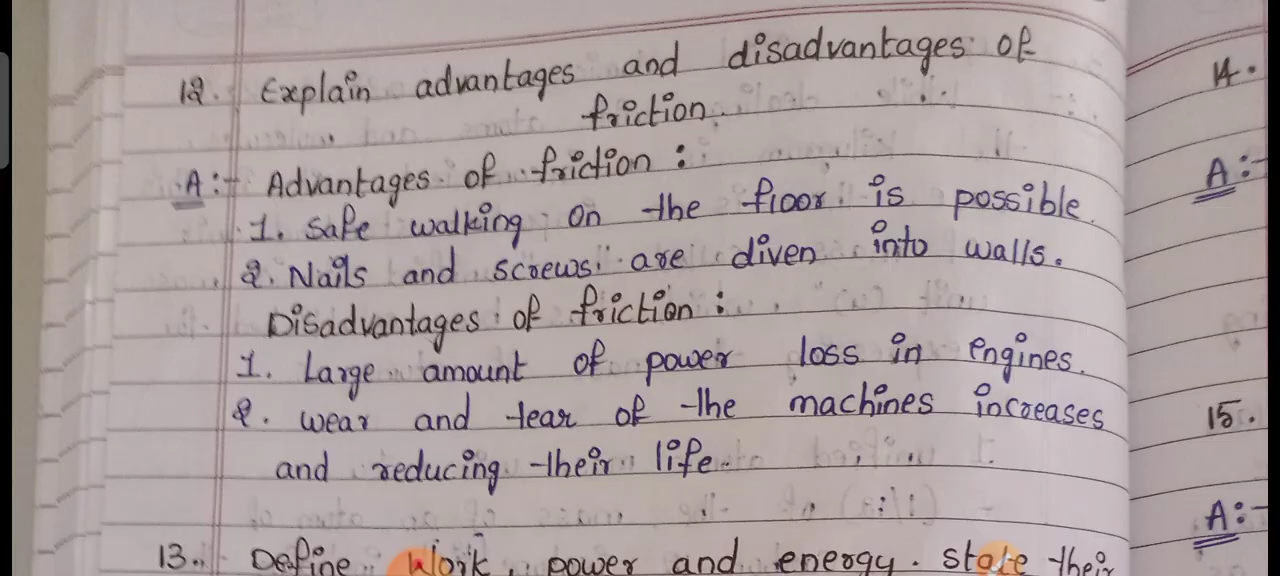 12. Explain advantages and disadvantages of
friction.
A:- Advantages of friction :
1. Safe walking on the floor is possible.
2. Nails and screws are diven into walls.
Disadvantages of friction :
1. Large amount of power loss in engines.
2. wear and tear of the machines increases
and reducing their life.
13. Define work, power and energy. state their
14.
A:-
15.
A:-